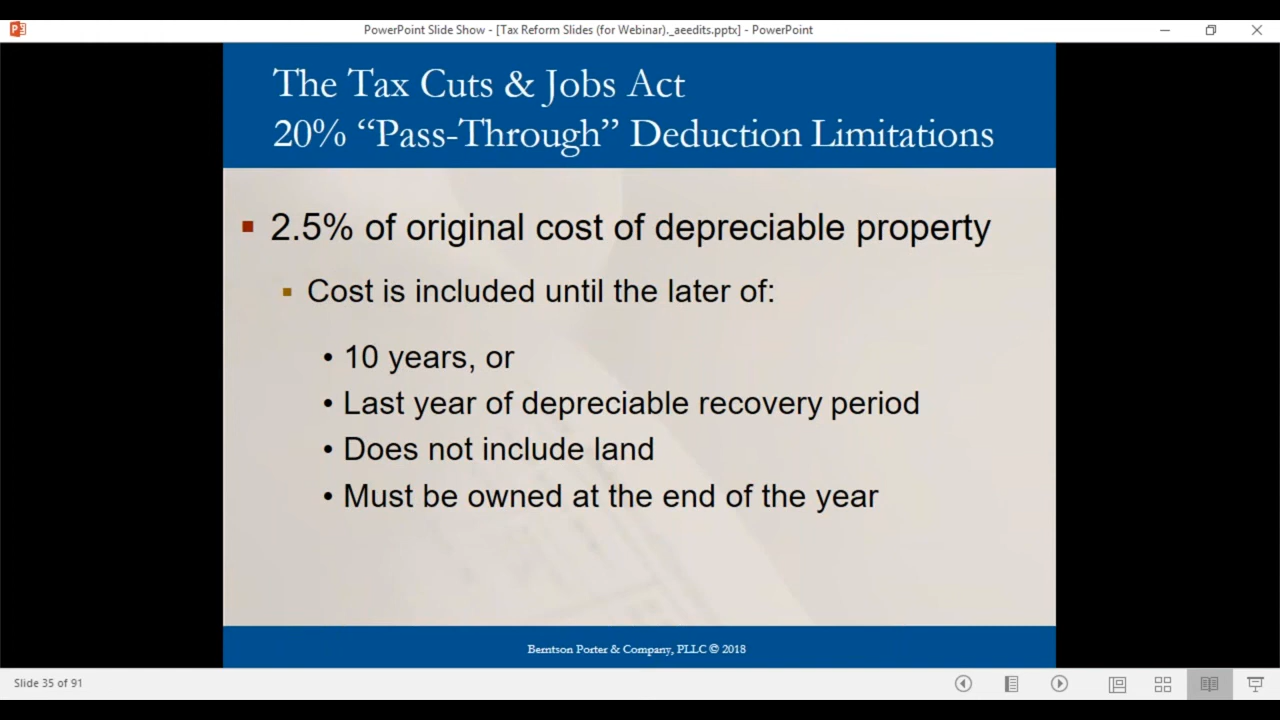 PowerPoint Slide Show - [Tax Reform Slides (for Webinar)._aeedits.pptx] - PowerPoint
The Tax Cuts & Jobs Act
20% “Pass-Through” Deduction Limitations
2.5% of original cost of depreciable property
Cost is included until the later of:
• 10 years, or
• Last year of depreciable recovery period
• Does not include land
• Must be owned at the end of the year
Berntson Porter & Company, PLLC © 2018
Slide 35 of 91